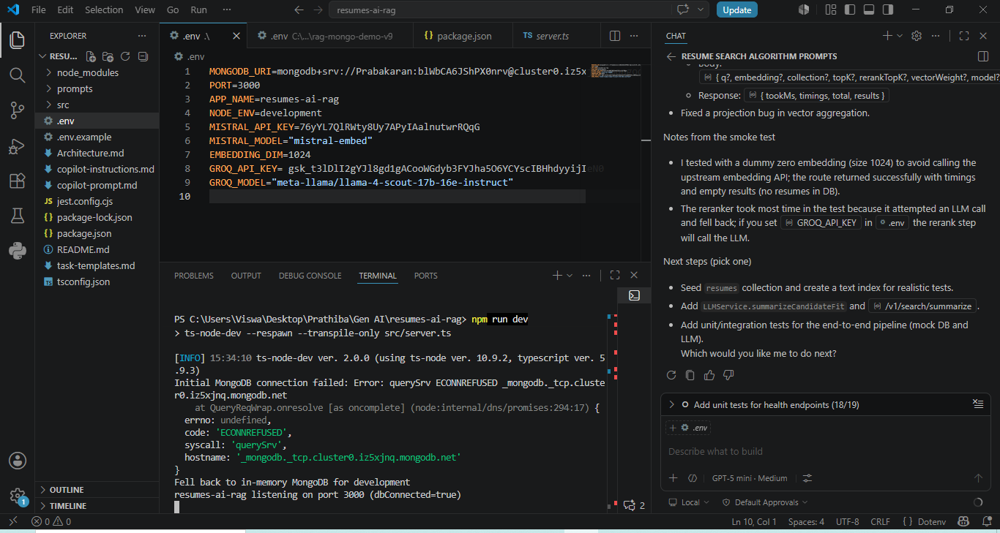 File Edit Selection View Go Run ···
resumes-ai-rag
Update
EXPLORER
RESU...
node_modules
prompts
src
.env
.env.example
Architecture.md
copilot-instructions.md
copilot-prompt.md
JS jest.config.cjs
{} package-lock.json
{} package.json
README.md
task-templates.md
TS tsconfig.json
OUTLINE
TIMELINE
.env .\
.env C:\...\rag-mongo-demo-v9
{} package.json
TS server.ts
.env
1 MONGODB_URI=
2 PORT=3000
3 APP_NAME=resumes-ai-rag
4 NODE_ENV=development
5 MISTRAL_API_KEY=
6 MISTRAL_MODEL="mistral-embed"
7 EMBEDDING_DIM=1024
8 GROQ_API_KEY=
9 GROQ_MODEL="meta-llama/llama-4-scout-17b-16e-instruct"
10
PROBLEMS OUTPUT DEBUG CONSOLE TERMINAL PORTS
PS C:\Users\Viswa\Desktop\Prathiba\Gen AI\resumes-ai-rag> npm run dev
> ts-node-dev --respawn --transpile-only src/server.ts
[INFO] 15:34:10 ts-node-dev ver. 2.0.0 (using ts-node ver. 10.9.2, typescript ver. 5
.9.3)
Initial MongoDB connection failed: Error: querySrv ECONNREFUSED _mongodb._tcp.cluste
r0.iz5xjnq.mongodb.net
at QueryReqWrap.onresolve [as oncomplete] (node:internal/dns/promises:294:17) {
errno: undefined,
code: 'ECONNREFUSED',
syscall: 'querySrv',
hostname: '_mongodb._tcp.cluster0.iz5xjnq.mongodb.net'
}
Fell back to in-memory MongoDB for development
resumes-ai-rag listening on port 3000 (dbConnected=true)
2
CHAT
RESUME SEARCH ALGORITHM PROMPTS
Body:
{ q?, embedding?, collection?, topK?, rerankTopK?, vectorWeight?, model?
Response: { tookMs, timings, total, results }
Fixed a projection bug in vector aggregation.
Notes from the smoke test
I tested with a dummy zero embedding (size 1024) to avoid calling the
upstream embedding API; the route returned successfully with timings
and empty results (no resumes in DB).
The reranker took most time in the test because it attempted an LLM call
and fell back; if you set GROQ_API_KEY in .env the rerank step
will call the LLM.
Next steps (pick one)
Seed resumes collection and create a text index for realistic tests.
Add LLMService.summarizeCandidateFit and /v1/search/summarize .
Add unit/integration tests for the end-to-end pipeline (mock DB and
LLM).
Which would you like me to do next?
Add unit tests for health endpoints (18/19)
.env
Describe what to build
GPT-5 mini · Medium
Local
Default Approvals
1
0 0
Ln 10, Col 1 Spaces: 4 UTF-8 CRLF {} Dotenv